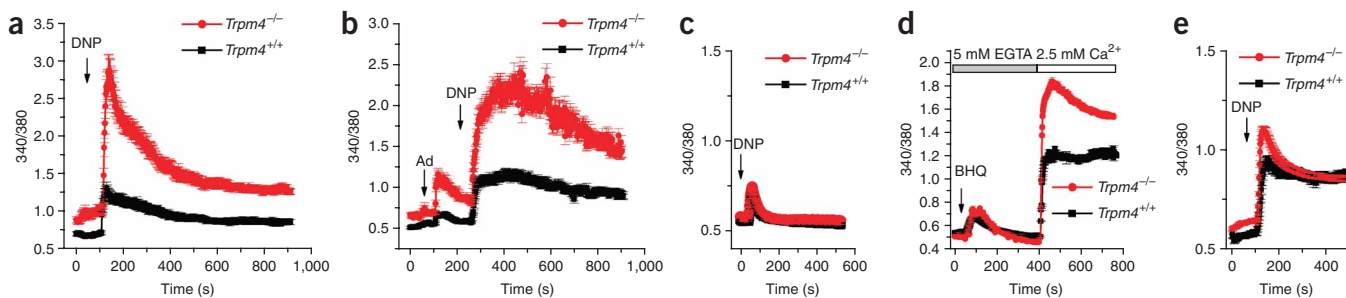 a
DNP
Trpm4−/−
Trpm4+/+
340/380
3.5
3.0
2.5
2.0
1.5
1.0
0.5
0 200 400 600 800 1,000
Time (s)
b
Ad
DNP
Trpm4−/−
Trpm4+/+
340/380
3.0
2.5
2.0
1.5
1.0
0.5
0 200 400 600 800 1,000
Time (s)
c
Trpm4−/−
Trpm4+/+
DNP
340/380
1.5
1.0
0.5
0 200 400 600
Time (s)
d
5 mM EGTA 2.5 mM Ca2+
BHQ
Trpm4−/−
Trpm4+/+
340/380
2.0
1.8
1.6
1.4
1.2
1.0
0.8
0.6
0.4
0 200 400 600 800
Time (s)
e
Trpm4−/−
Trpm4+/+
DNP
340/380
1.5
1.0
0.5
0 200 400
Time (s)